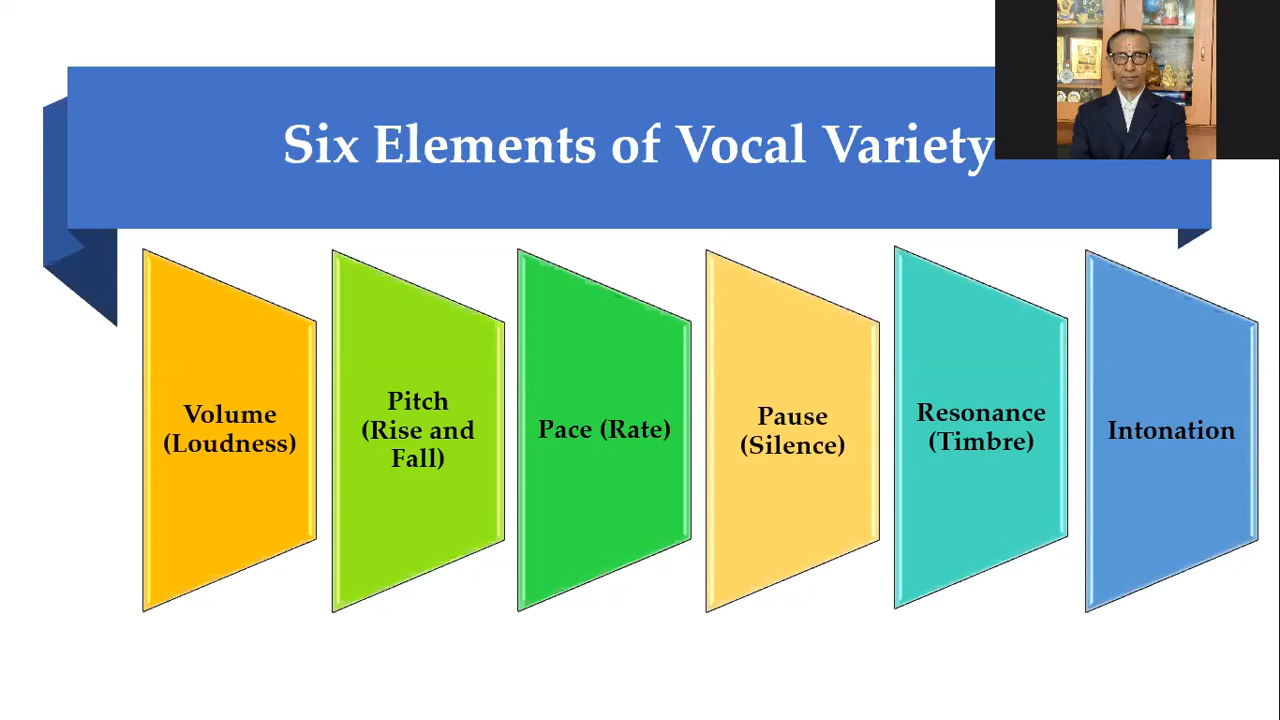 Six Elements of Vocal Variety
Volume
(Loudness)
Pitch
(Rise and
Fall)
Pace (Rate)
Pause
(Silence)
Resonance
(Timbre)
Intonation